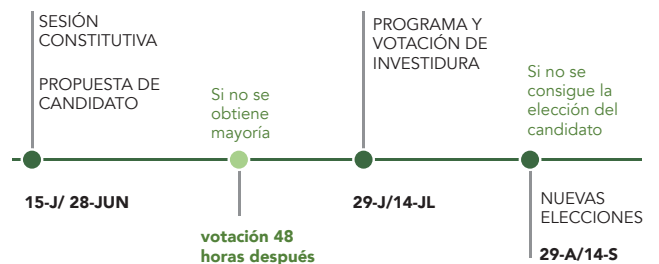 SESIÓN
CONSTITUTIVA
PROPUESTA DE
CANDIDATO
15-J/ 28-JUN
Si no se
obtiene
mayoría
votación 48
horas después
PROGRAMA Y
VOTACIÓN DE
INVESTIDURA
29-J/14-JL
Si no se
consigue la
elección del
candidato
NUEVAS
ELECCIONES
29-A/14-S